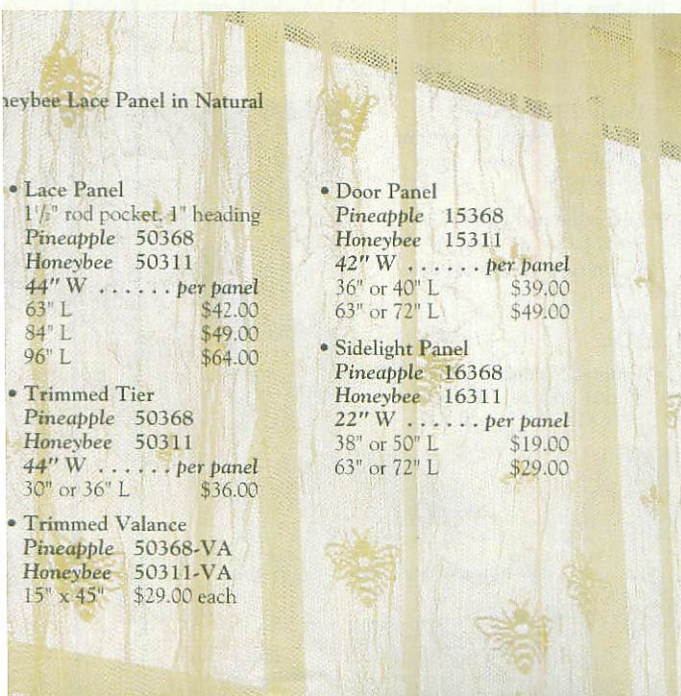 Lace Panel in Natural
• Lace Panel
1½" rod pocket, 1" heading
Pineapple 50368
Honeybee 50311
44" W . . . . . . per panel
63" L $42.00
84" L $49.00
96" L $64.00
• Trimmed Tier
Pineapple 50368
Honeybee 50311
44" W . . . . . . per panel
30" or 36" L $36.00
• Trimmed Valance
Pineapple 50368-VA
Honeybee 50311-VA
15" x 45" $29.00 each
• Door Panel
Pineapple 15368
Honeybee 15311
42" W . . . . . . per panel
36" or 40" L $39.00
63" or 72" L $49.00
• Sidelight Panel
Pineapple 16368
Honeybee 16311
22" W . . . . . . per panel
38" or 50" L $19.00
63" or 72" L $29.00